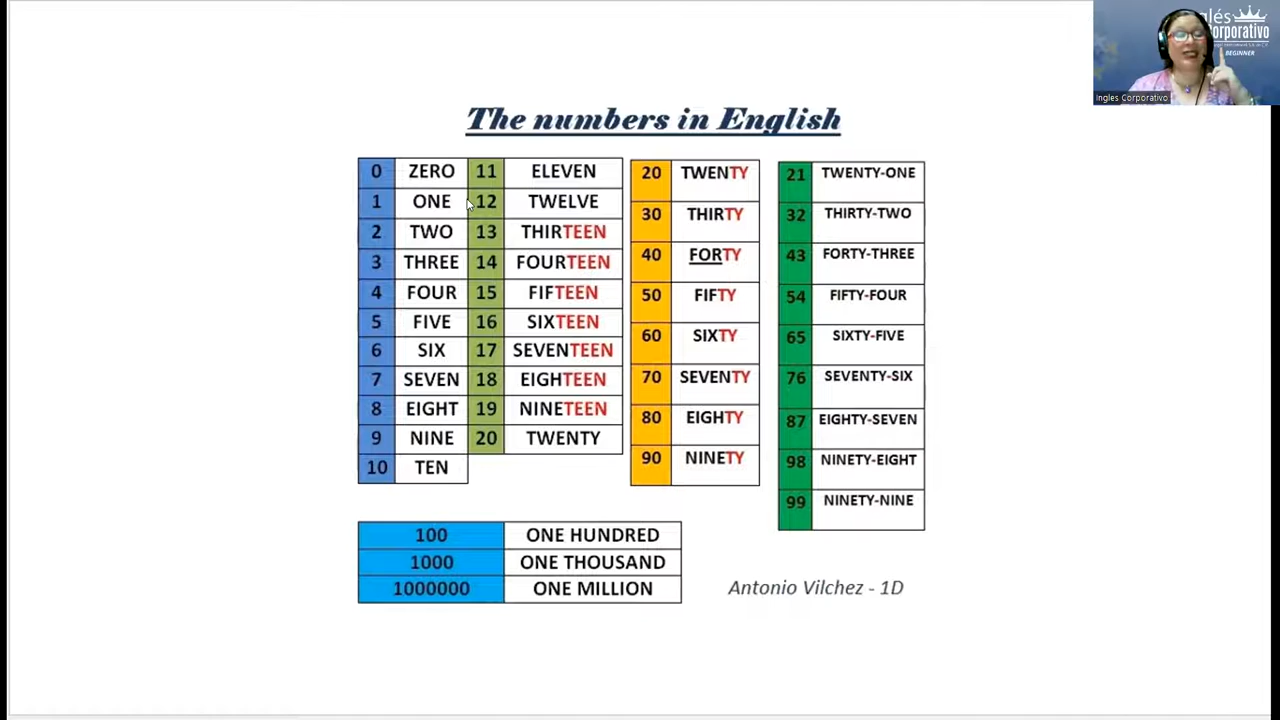 glés
Corporativo
BEGINNER
Ingles Corporativo
The numbers in English
0 ZERO
1 ONE
2 TWO
3 THREE
4 FOUR
5 FIVE
6 SIX
7 SEVEN
8 EIGHT
9 NINE
10 TEN
11 ELEVEN
12 TWELVE
13 THIRTEEN
14 FOURTEEN
15 FIFTEEN
16 SIXTEEN
17 SEVENTEEN
18 EIGHTEEN
19 NINETEEN
20 TWENTY
20 TWENTY
30 THIRTY
40 FORTY
50 FIFTY
60 SIXTY
70 SEVENTY
80 EIGHTY
90 NINETY
21 TWENTY-ONE
32 THIRTY-TWO
43 FORTY-THREE
54 FIFTY-FOUR
65 SIXTY-FIVE
76 SEVENTY-SIX
87 EIGHTY-SEVEN
98 NINETY-EIGHT
99 NINETY-NINE
100 ONE HUNDRED
1000 ONE THOUSAND
1000000 ONE MILLION
Antonio Vilchez - 1D